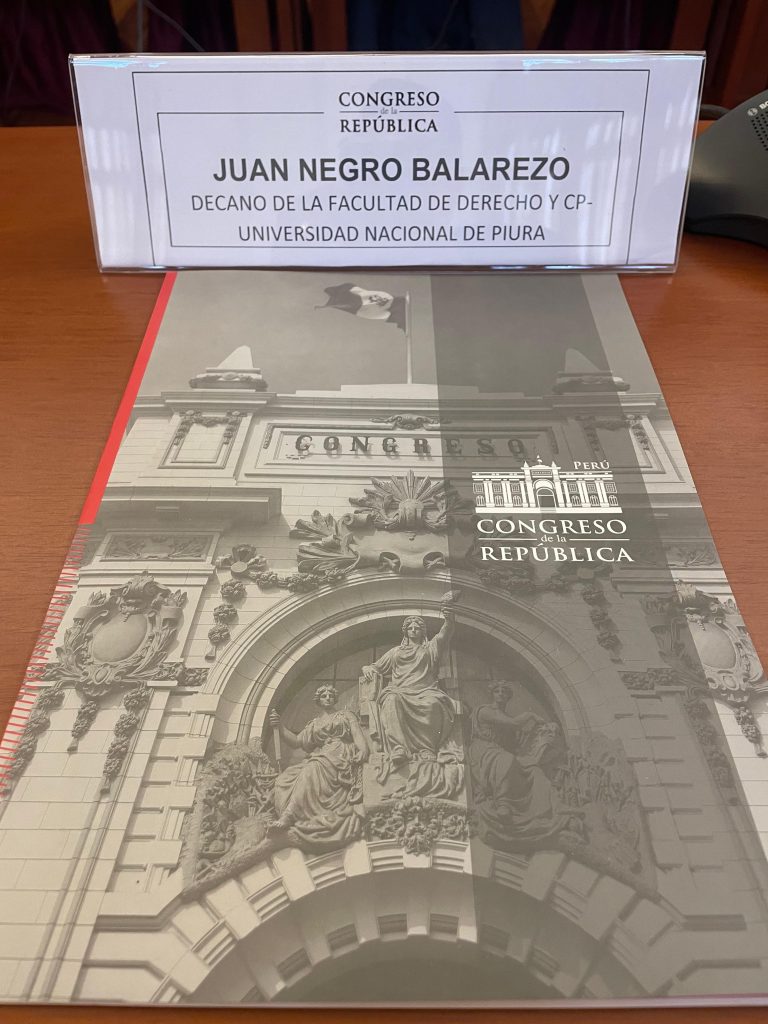 CONGRESO
de la
REPÚBLICA
JUAN NEGRO BALAREZO
DECANO DE LA FACULTAD DE DERECHO Y CP-
UNIVERSIDAD NACIONAL DE PIURA
CONGRESO
PERÚ
CONGRESO
de la
REPÚBLICA